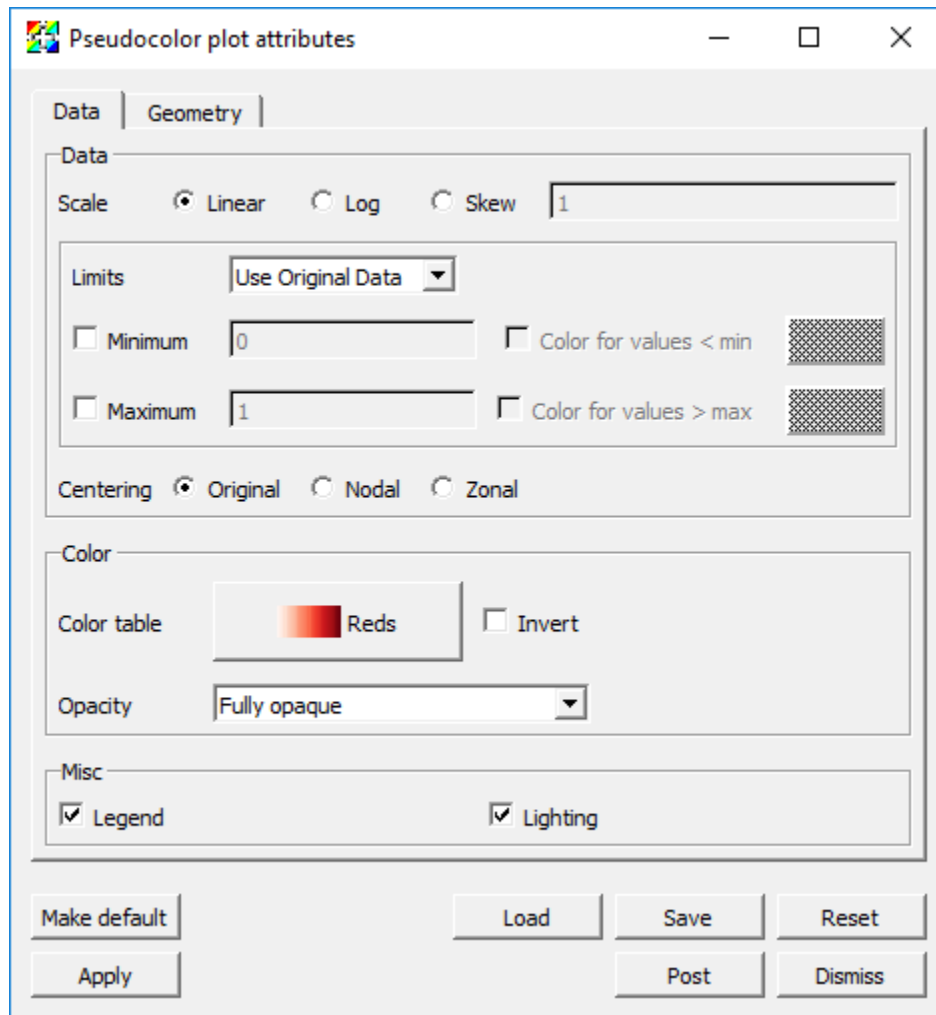 Pseudocolor plot attributes
Data Geometry
Data
Scale Linear Log Skew 1
Limits Use Original Data
Minimum 0 Color for values < min
Maximum 1 Color for values > max
Centering Original Nodal Zonal
Color
Color table Reds Invert
Opacity Fully opaque
Misc
Legend Lighting
Make default Load Save Reset
Apply Post Dismiss